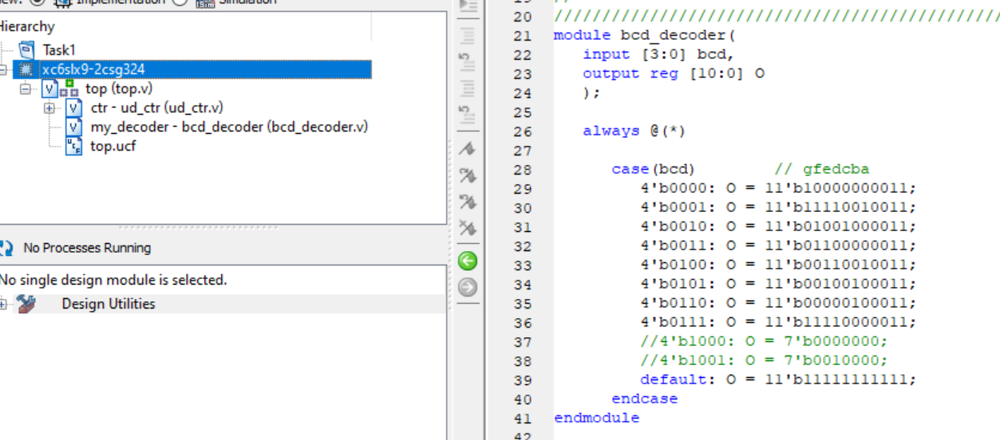 Implementation Simulation
Hierarchy
Task1
xc6slx9-2csg324
top (top.v)
ctr - ud_ctr (ud_ctr.v)
my_decoder - bcd_decoder (bcd_decoder.v)
top.ucf
No Processes Running
No single design module is selected.
Design Utilities
19 //
20 //////////////////////////////////////////////
21 module bcd_decoder(
22 input [3:0] bcd,
23 output reg [10:0] O
24 );
25
26 always @(*)
27
28 case(bcd) // gfedcba
29 4'b0000: O = 11'b10000000011;
30 4'b0001: O = 11'b11110010011;
31 4'b0010: O = 11'b01001000011;
32 4'b0011: O = 11'b01100000011;
33 4'b0100: O = 11'b00110010011;
34 4'b0101: O = 11'b00100100011;
35 4'b0110: O = 11'b00000100011;
36 4'b0111: O = 11'b11110000011;
37 //4'b1000: O = 7'b0000000;
38 //4'b1001: O = 7'b0010000;
39 default: O = 11'b11111111111;
40 endcase
41 endmodule
42